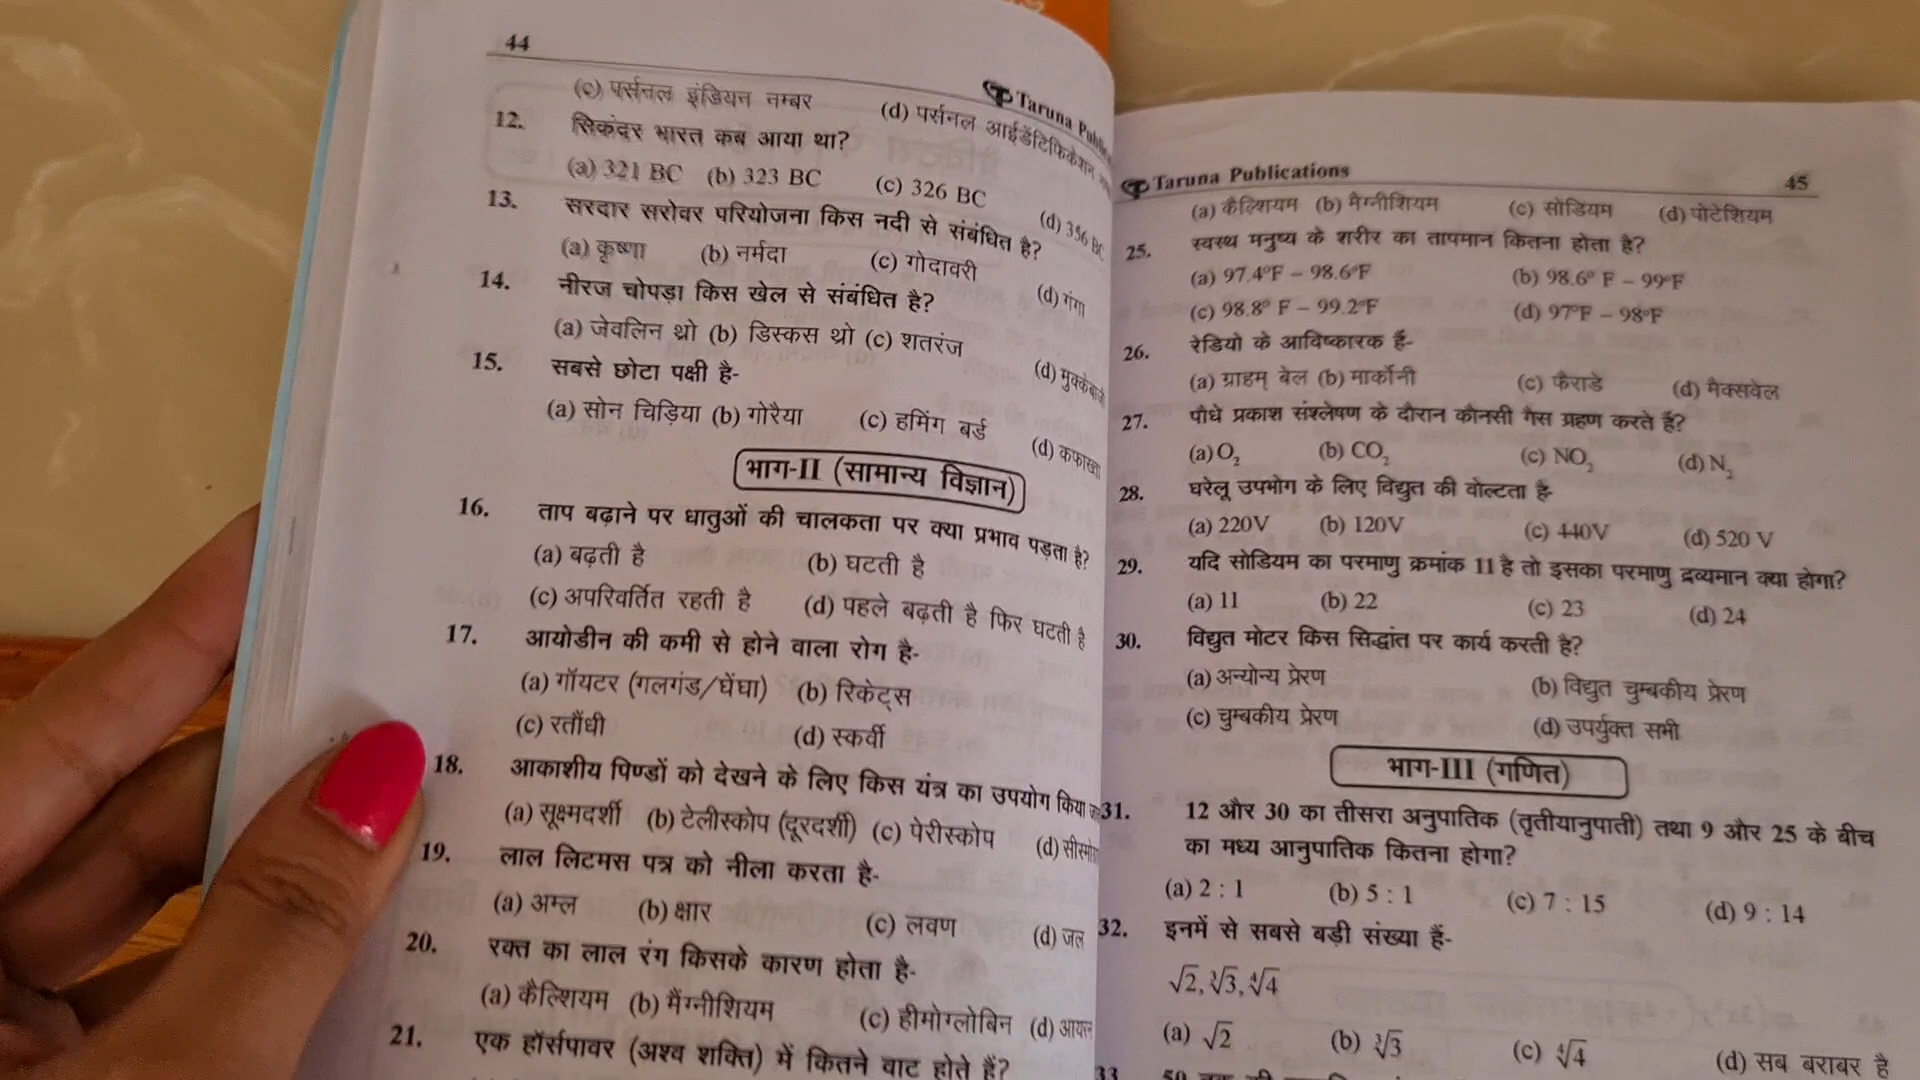 44
Taruna
(c) पर्सनल इंडियन नम्बर (d) पर्सनल आईडेंटिफिकेशन
12. सिकंदर भारत कब आया था?
(a) 321 BC (b) 323 BC (c) 326 BC (d) 356 BC
13. सरदार सरोवर परियोजना किस नदी से संबंधित है?
(a) कृष्णा (b) नर्मदा (c) गोदावरी (d) गंगा
14. नीरज चोपड़ा किस खेल से संबंधित है?
(a) जेवलिन थ्रो (b) डिस्कस थ्रो (c) शतरंज (d) मुक्केबाजी
15. सबसे छोटा पक्षी है-
(a) सोन चिड़िया (b) गोरैया (c) हमिंग बर्ड (d) कफाख्ता
भाग-II (सामान्य विज्ञान)
16. ताप बढ़ाने पर धातुओं की चालकता पर क्या प्रभाव पड़ता है?
(a) बढ़ती है (b) घटती है
(c) अपरिवर्तित रहती है (d) पहले बढ़ती है फिर घटती है
17. आयोडीन की कमी से होने वाला रोग है-
(a) गॉयटर (गलगंड/घेंघा) (b) रिकेट्स
(c) रतौंधी (d) स्कर्वी
18. आकाशीय पिण्डों को देखने के लिए किस यंत्र का उपयोग किया
(a) सूक्ष्मदर्शी (b) टेलीस्कोप (दूरदर्शी) (c) पेरीस्कोप (d)
19. लाल लिटमस पत्र को नीला करता है-
(a) अम्ल (b) क्षार (c) लवण (d) जल
20. रक्त का लाल रंग किसके कारण होता है-
(a) कैल्शियम (b) मैंग्नीशियम (c) हीमोग्लोबिन (d) आयरन
21. एक हॉर्सपावर (अश्व शक्ति) में कितने वाट होते हैं?
Taruna Publications 45
(a) कैल्शियम (b) मैग्नीशियम (c) सोडियम (d) पोटेशियम
25. स्वस्थ मनुष्य के शरीर का तापमान कितना होता है?
(a) 97.4°F – 98.6°F (b) 98.6° F – 99°F
(c) 98.8° F – 99.2°F (d) 97°F – 98°F
26. रेडियो के आविष्कारक हैं-
(a) ग्राहम् बेल (b) मार्कोनी (c) फैराडे (d) मैक्सवेल
27. पौधे प्रकाश संश्लेषण के दौरान कौनसी गैस ग्रहण करते हैं?
(a) O₂ (b) CO₂ (c) NO₂ (d) N₂
28. घरेलू उपभोग के लिए विद्युत की वोल्टता है-
(a) 220V (b) 120V (c) 440V (d) 520 V
29. यदि सोडियम का परमाणु क्रमांक 11 है तो इसका परमाणु द्रव्यमान क्या होगा?
(a) 11 (b) 22 (c) 23 (d) 24
30. विद्युत मोटर किस सिद्धांत पर कार्य करती है?
(a) अन्योन्य प्रेरण (b) विद्युत चुम्बकीय प्रेरण
(c) चुम्बकीय प्रेरण (d) उपर्युक्त सभी
भाग-III (गणित)
31. 12 और 30 का तीसरा अनुपातिक (तृतीयानुपाती) तथा 9 और 25 के बीच
का मध्य आनुपातिक कितना होगा?
(a) 2 : 1 (b) 5 : 1 (c) 7 : 15 (d) 9 : 14
32. इनमें से सबसे बड़ी संख्या हैं-
√2, ∛3, ∜4
(a) √2 (b) ∛3 (c) ∜4 (d) सब बराबर है
33